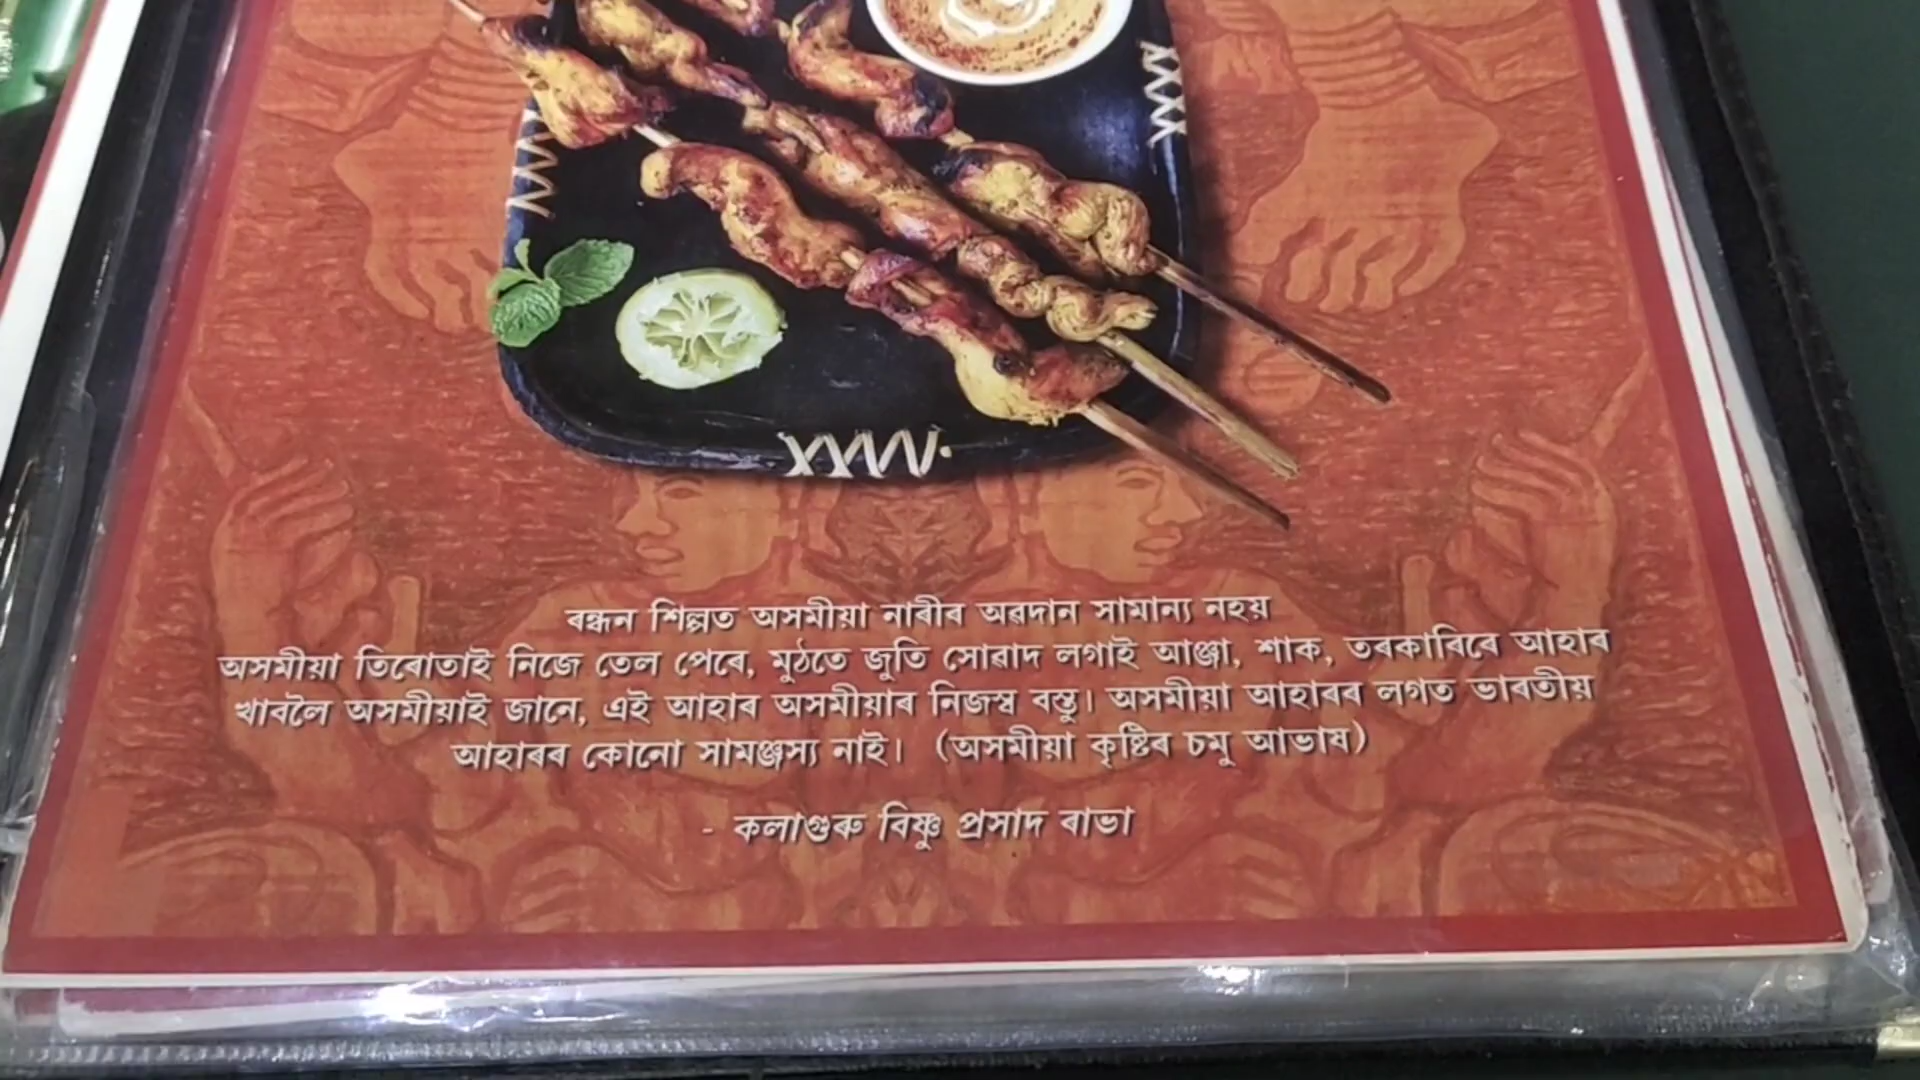 ৰন্ধন শিল্পত অসমীয়া নাৰীৰ অৱদান সামান্য নহয়
অসমীয়া তিৰোতাই নিজে তেল পেৰে, মুঠতে জুতি সোৱাদ লগাই আঞ্জা, শাক, তৰকাৰিৰে আহাৰ
খাবলৈ অসমীয়াই জানে, এই আহাৰ অসমীয়াৰ নিজস্ব বস্তু। অসমীয়া আহাৰৰ লগত ভাৰতীয়
আহাৰৰ কোনো সামঞ্জস্য নাই। (অসমীয়া কৃষ্টিৰ চমু আভাষ)
- কলাগুৰু বিষ্ণু প্ৰসাদ ৰাভা